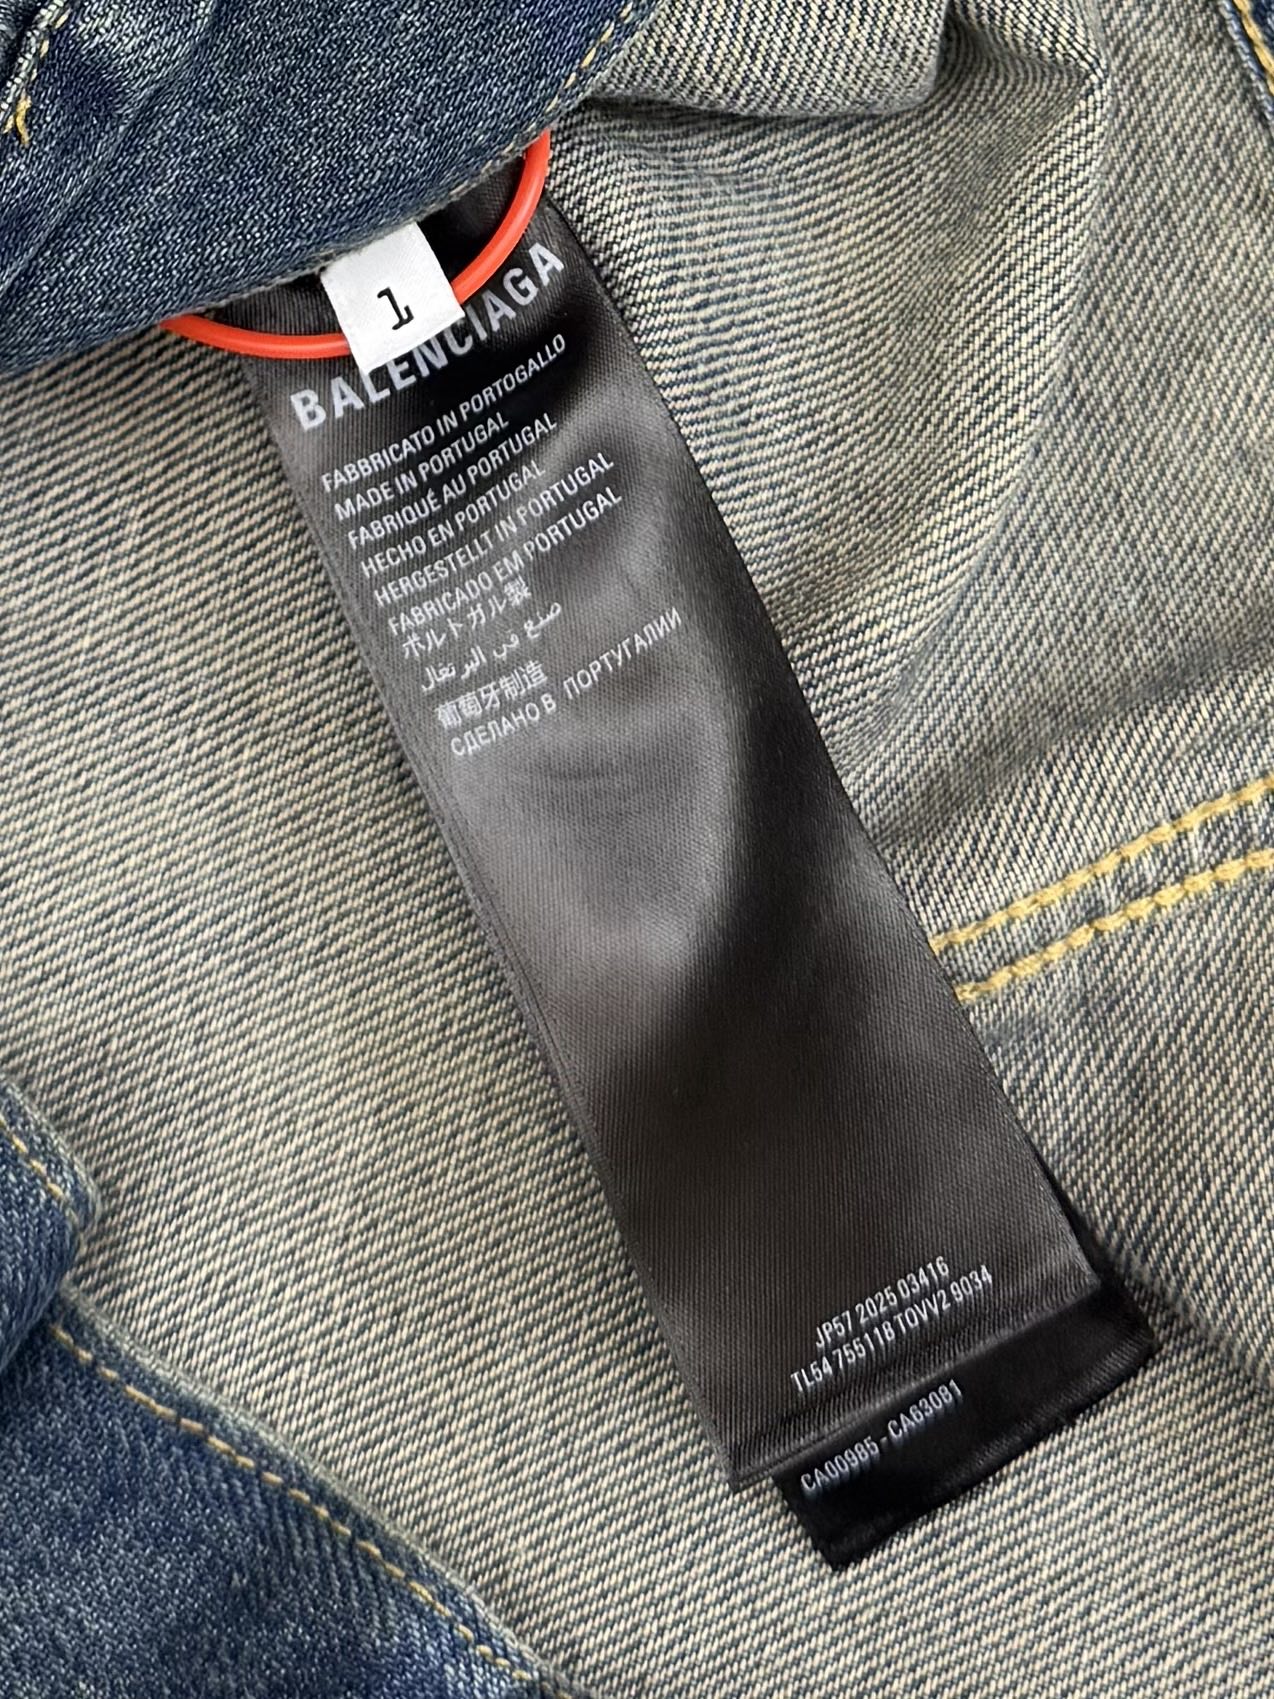 1
BALENCIAGA
FABBRICATO IN PORTOGALLO
MADE IN PORTUGAL
FABRIQUÉ AU PORTUGAL
HECHO EN PORTUGAL
HERGESTELLT IN PORTUGAL
FABRICADO EM PORTUGAL
ポルトガル製
صنع في البرتغال
葡萄牙制造
СДЕЛАНО В ПОРТУГАЛИИ
JP57 2025 03416
TL54 755118 TOVV2 9034
CA00985 - CA63081